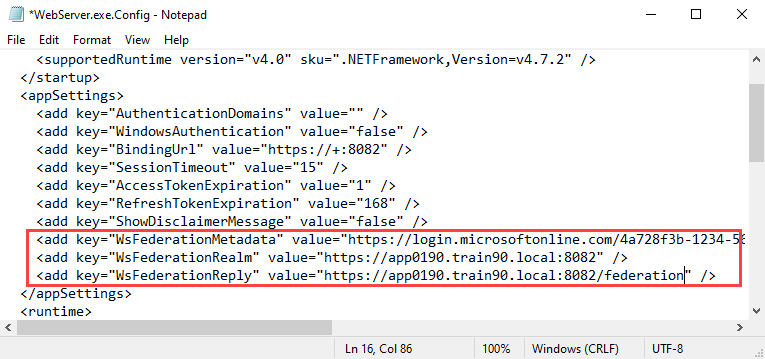 *WebServer.exe.Config - Notepad
File Edit Format View Help
<supportedRuntime version="v4.0" sku=".NETFramework,Version=v4.7.2" />
</startup>
<appSettings>
<add key="AuthenticationDomains" value="" />
<add key="WindowsAuthentication" value="false" />
<add key="BindingUrl" value="https://+:8082" />
<add key="SessionTimeout" value="15" />
<add key="AccessTokenExpiration" value="1" />
<add key="RefreshTokenExpiration" value="168" />
<add key="ShowDisclaimerMessage" value="false" />
<add key="WsFederationMetadata" value="https://login.microsoftonline.com/4a728f3b-1234-56
<add key="WsFederationRealm" value="https://app0190.train90.local:8082" />
<add key="WsFederationReply" value="https://app0190.train90.local:8082/federation" />
</appSettings>
<runtime>
Ln 16, Col 86 100% Windows (CRLF) UTF-8